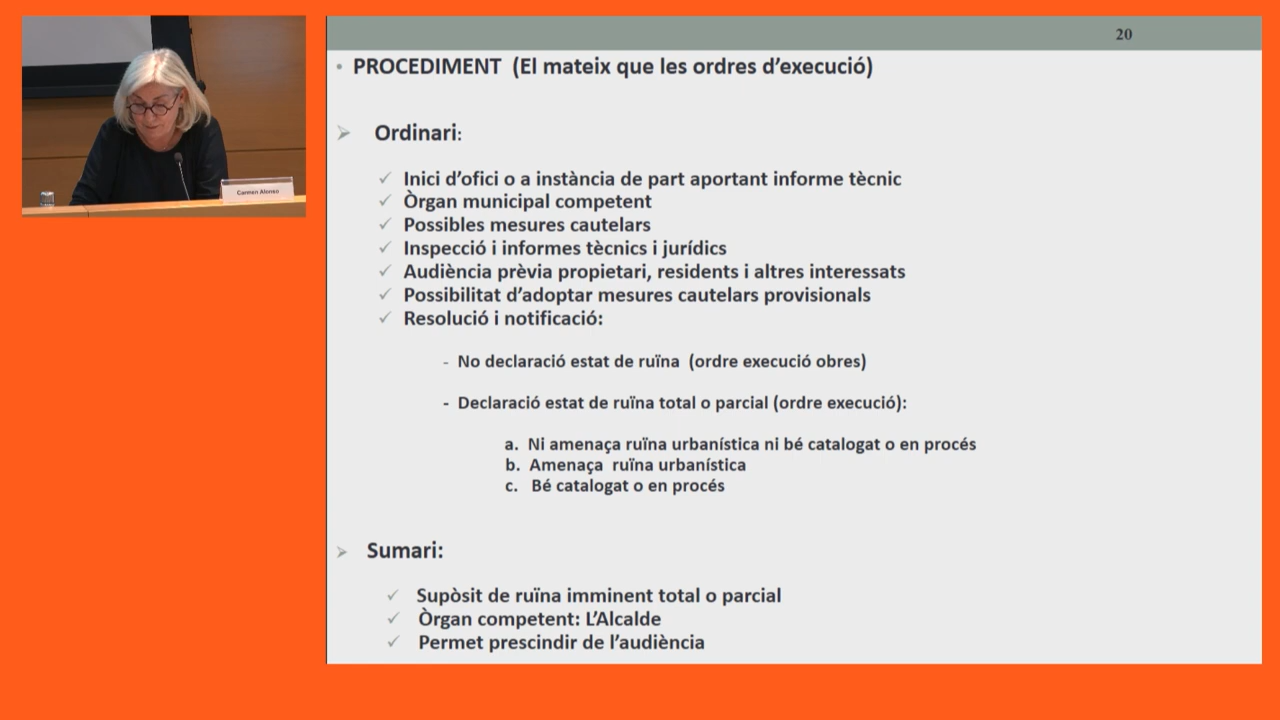 Carmen Alonso
20
• PROCEDIMENT (El mateix que les ordres d'execució)
➢ Ordinari:
✓ Inici d'ofici o a instància de part aportant informe tècnic
✓ Òrgan municipal competent
✓ Possibles mesures cautelars
✓ Inspecció i informes tècnics i jurídics
✓ Audiència prèvia propietari, residents i altres interessats
✓ Possibilitat d'adoptar mesures cautelars provisionals
✓ Resolució i notificació:
- No declaració estat de ruïna (ordre execució obres)
- Declaració estat de ruïna total o parcial (ordre execució):
a. Ni amenaça ruïna urbanística ni bé catalogat o en procés
b. Amenaça ruïna urbanística
c. Bé catalogat o en procés
➢ Sumari:
✓ Supòsit de ruïna imminent total o parcial
✓ Òrgan competent: L'Alcalde
✓ Permet prescindir de l'audiència